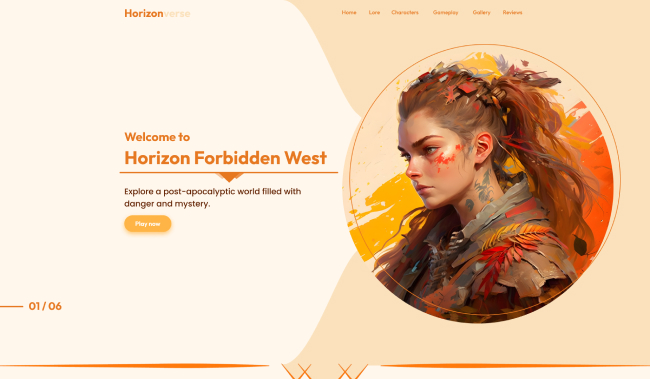 Horizonverse
Home Lore Characters Gameplay Gallery Reviews
Welcome to
Horizon Forbidden West
Explore a post-apocalyptic world filled with
danger and mystery.
Play now
01 / 06